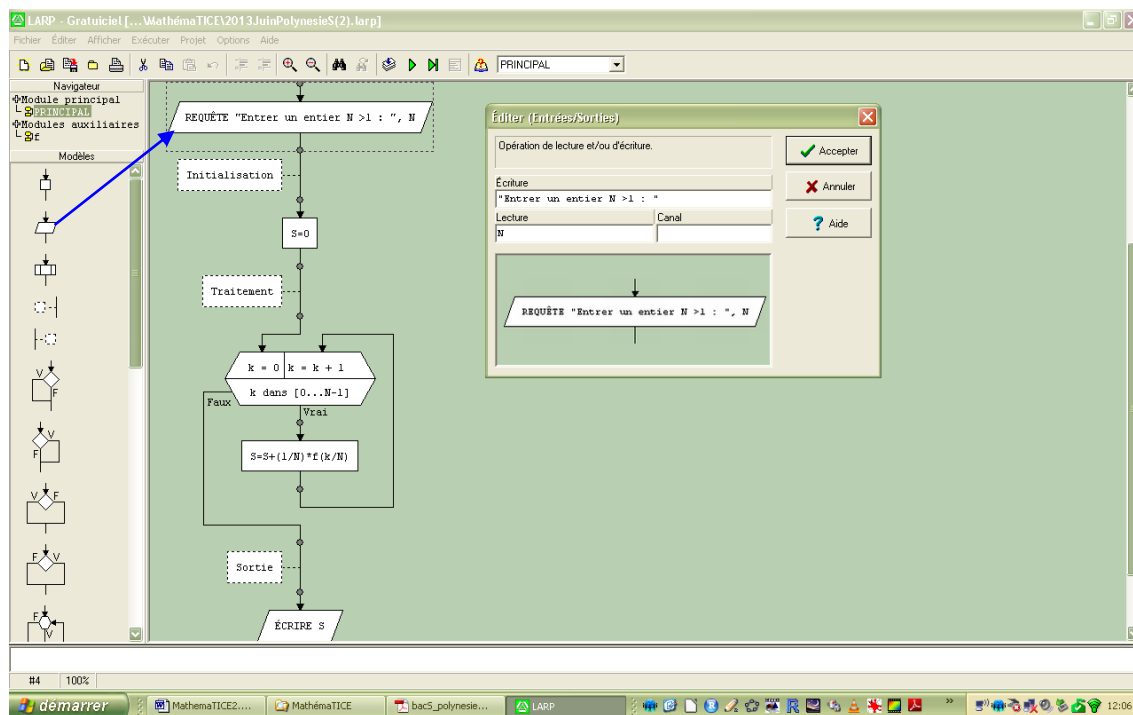 LARP - Gratuiciel [...\MathémaTICE\2013JuinPolynesieS(2).larp]
Fichier Éditer Afficher Exécuter Projet Options Aide
PRINCIPAL
Navigateur
Module principal
PRINCIPAL
Modules auxiliaires
f
Modèles
V
F
V
F
V F
F V
F
V
REQUÊTE "Entrer un entier N >1 : ", N
Initialisation
S=0
Traitement
k = 0 k = k + 1
k dans [0...N-1]
Faux
Vrai
S=S+(1/N)*f(k/N)
Sortie
ÉCRIRE S
Éditer (Entrées/Sorties)
Opération de lecture et/ou d'écriture.
Accepter
Annuler
Aide
Écriture
"Entrer un entier N >1 : "
Lecture Canal
N
REQUÊTE "Entrer un entier N >1 : ", N
#4 100%
démarrer MathemaTICE2.... MathémaTICE bacS_polynesie... LARP R » 12:06